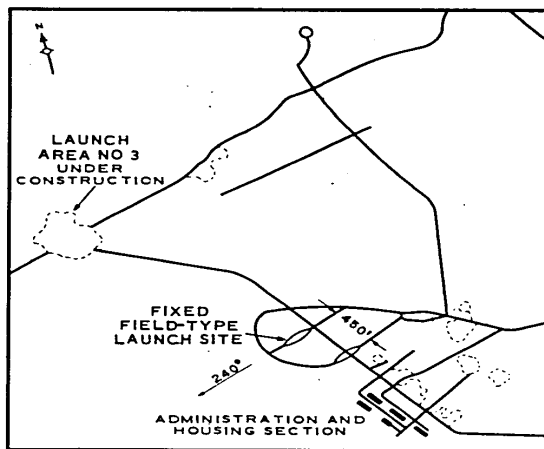 N
LAUNCH
AREA NO 3
UNDER
CONSTRUCTION
FIXED
FIELD-TYPE
LAUNCH SITE
450'
240°
ADMINISTRATION AND
HOUSING SECTION